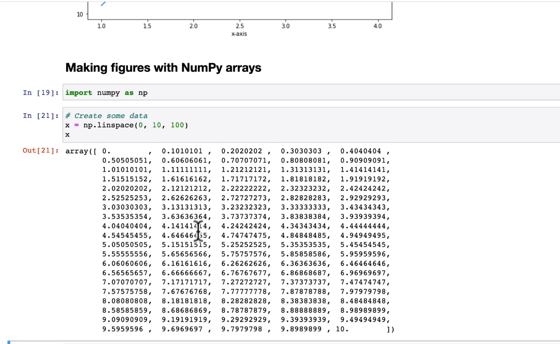 10
1.0 1.5 2.0 2.5 3.0 3.5 4.0
x-axis
Making figures with NumPy arrays
In [19]: import numpy as np
In [21]: # Create some data
x = np.linspace(0, 10, 100)
x
Out[21]: array([ 0. , 0.1010101 , 0.2020202 , 0.3030303 , 0.4040404 ,
0.50505051, 0.60606061, 0.70707071, 0.80808081, 0.90909091,
1.01010101, 1.11111111, 1.21212121, 1.31313131, 1.41414141,
1.51515152, 1.61616162, 1.71717172, 1.81818182, 1.91919192,
2.02020202, 2.12121212, 2.22222222, 2.32323232, 2.42424242,
2.52525253, 2.62626263, 2.72727273, 2.82828283, 2.92929293,
3.03030303, 3.13131313, 3.23232323, 3.33333333, 3.43434343,
3.53535354, 3.63636364, 3.73737374, 3.83838384, 3.93939394,
4.04040404, 4.14141414, 4.24242424, 4.34343434, 4.44444444,
4.54545455, 4.64646465, 4.74747475, 4.84848485, 4.94949495,
5.05050505, 5.15151515, 5.25252525, 5.35353535, 5.45454545,
5.55555556, 5.65656566, 5.75757576, 5.85858586, 5.95959596,
6.06060606, 6.16161616, 6.26262626, 6.36363636, 6.46464646,
6.56565657, 6.66666667, 6.76767677, 6.86868687, 6.96969697,
7.07070707, 7.17171717, 7.27272727, 7.37373737, 7.47474747,
7.57575758, 7.67676768, 7.77777778, 7.87878788, 7.97979798,
8.08080808, 8.18181818, 8.28282828, 8.38383838, 8.48484848,
8.58585859, 8.68686869, 8.78787879, 8.88888889, 8.98989899,
9.09090909, 9.19191919, 9.29292929, 9.39393939, 9.49494949,
9.5959596 , 9.6969697 , 9.7979798 , 9.8989899 , 10. ])